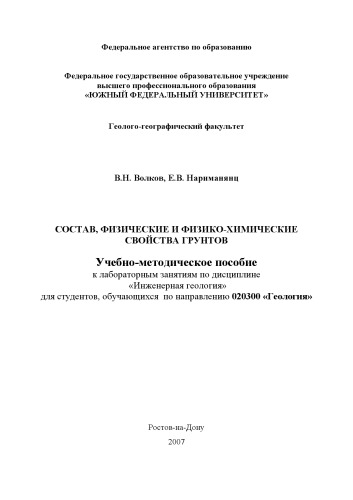 Федеральное агентство по образованию
Федеральное государственное образовательное учреждение
высшего профессионального образования
«ЮЖНЫЙ ФЕДЕРАЛЬНЫЙ УНИВЕРСИТЕТ»
Геолого-географический факультет
В.Н. Волков, Е.В. Нариманянц
СОСТАВ, ФИЗИЧЕСКИЕ И ФИЗИКО-ХИМИЧЕСКИЕ
СВОЙСТВА ГРУНТОВ
Учебно-методическое пособие
к лабораторным занятиям по дисциплине
«Инженерная геология»
для студентов, обучающихся по направлению 020300 «Геология»
Ростов-на-Дону
2007